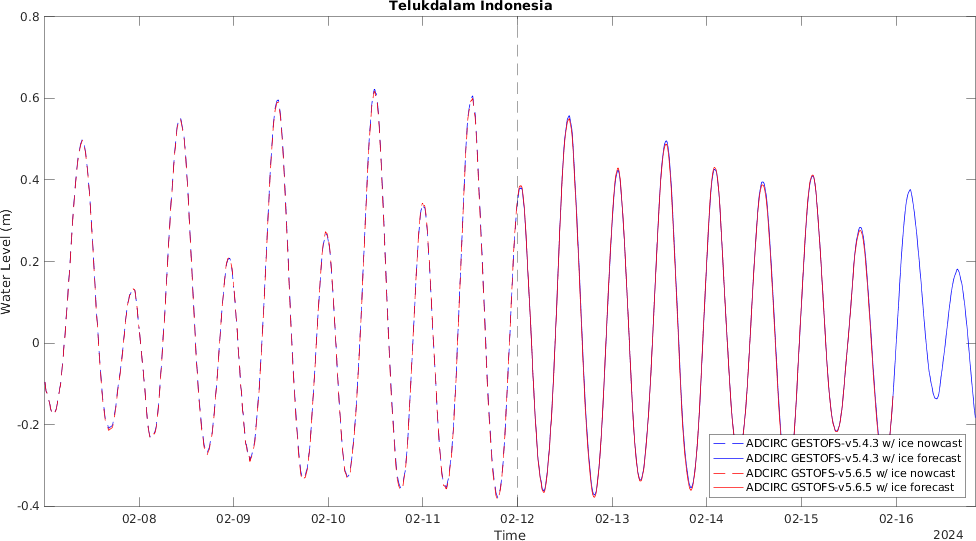 Telukdalam Indonesia
0.8
0.6
0.4
0.2
0
-0.2
-0.4
Water Level (m)
ADCIRC GESTOFS-v5.4.3 w/ ice nowcast
ADCIRC GESTOFS-v5.4.3 w/ ice forecast
ADCIRC GSTOFS-v5.6.5 w/ ice nowcast
ADCIRC GSTOFS-v5.6.5 w/ ice forecast
02-08 02-09 02-10 02-11 02-12 02-13 02-14 02-15 02-16
Time 2024